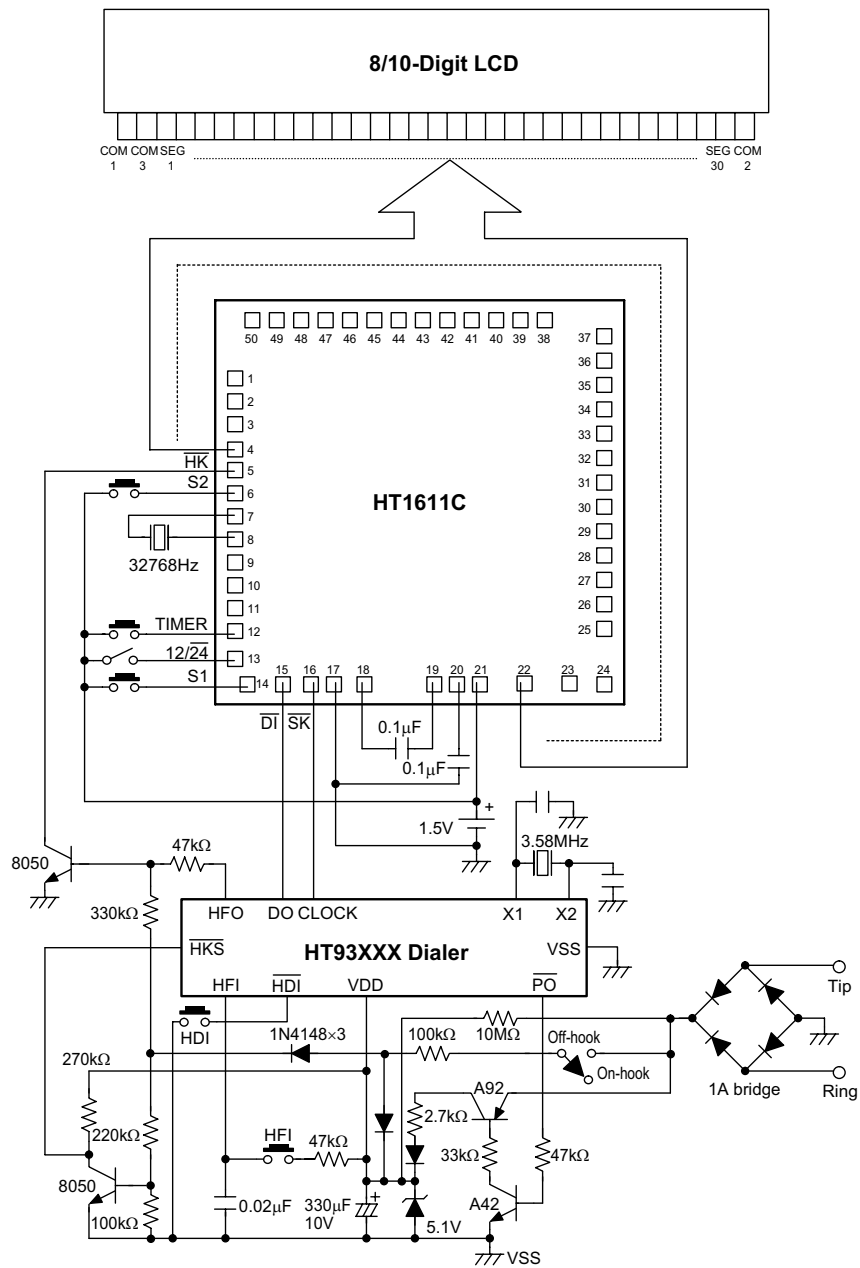 8/10-Digit LCD
COM COM SEG SEG COM
1 3 1 30 2
50 49 48 47 46 45 44 43 42 41 40 39 38
37
36
35
34
33
32
31
30
29
28
27
26
25
1
2
3
4
HK 5
S2 6
7
8
32768Hz
9
10
11
TIMER 12
12/24 13
S1 14
HT1611C
15 16 17 18 19 20 21 22 23 24
DI SK
0.1μF
0.1μF
+
1.5V
3.58MHz
47kΩ
8050
330kΩ
HFO DO CLOCK X1 X2
HKS HT93XXX Dialer VSS
HFI HDI VDD PO
HDI
1N4148×3
100kΩ
10MΩ
Off-hook
On-hook
Tip
Ring
1A bridge
270kΩ
A92
2.7kΩ
220kΩ
HFI
47kΩ
33kΩ
47kΩ
8050
100kΩ
0.02μF
330μF
10V
+
5.1V
A42
VSS